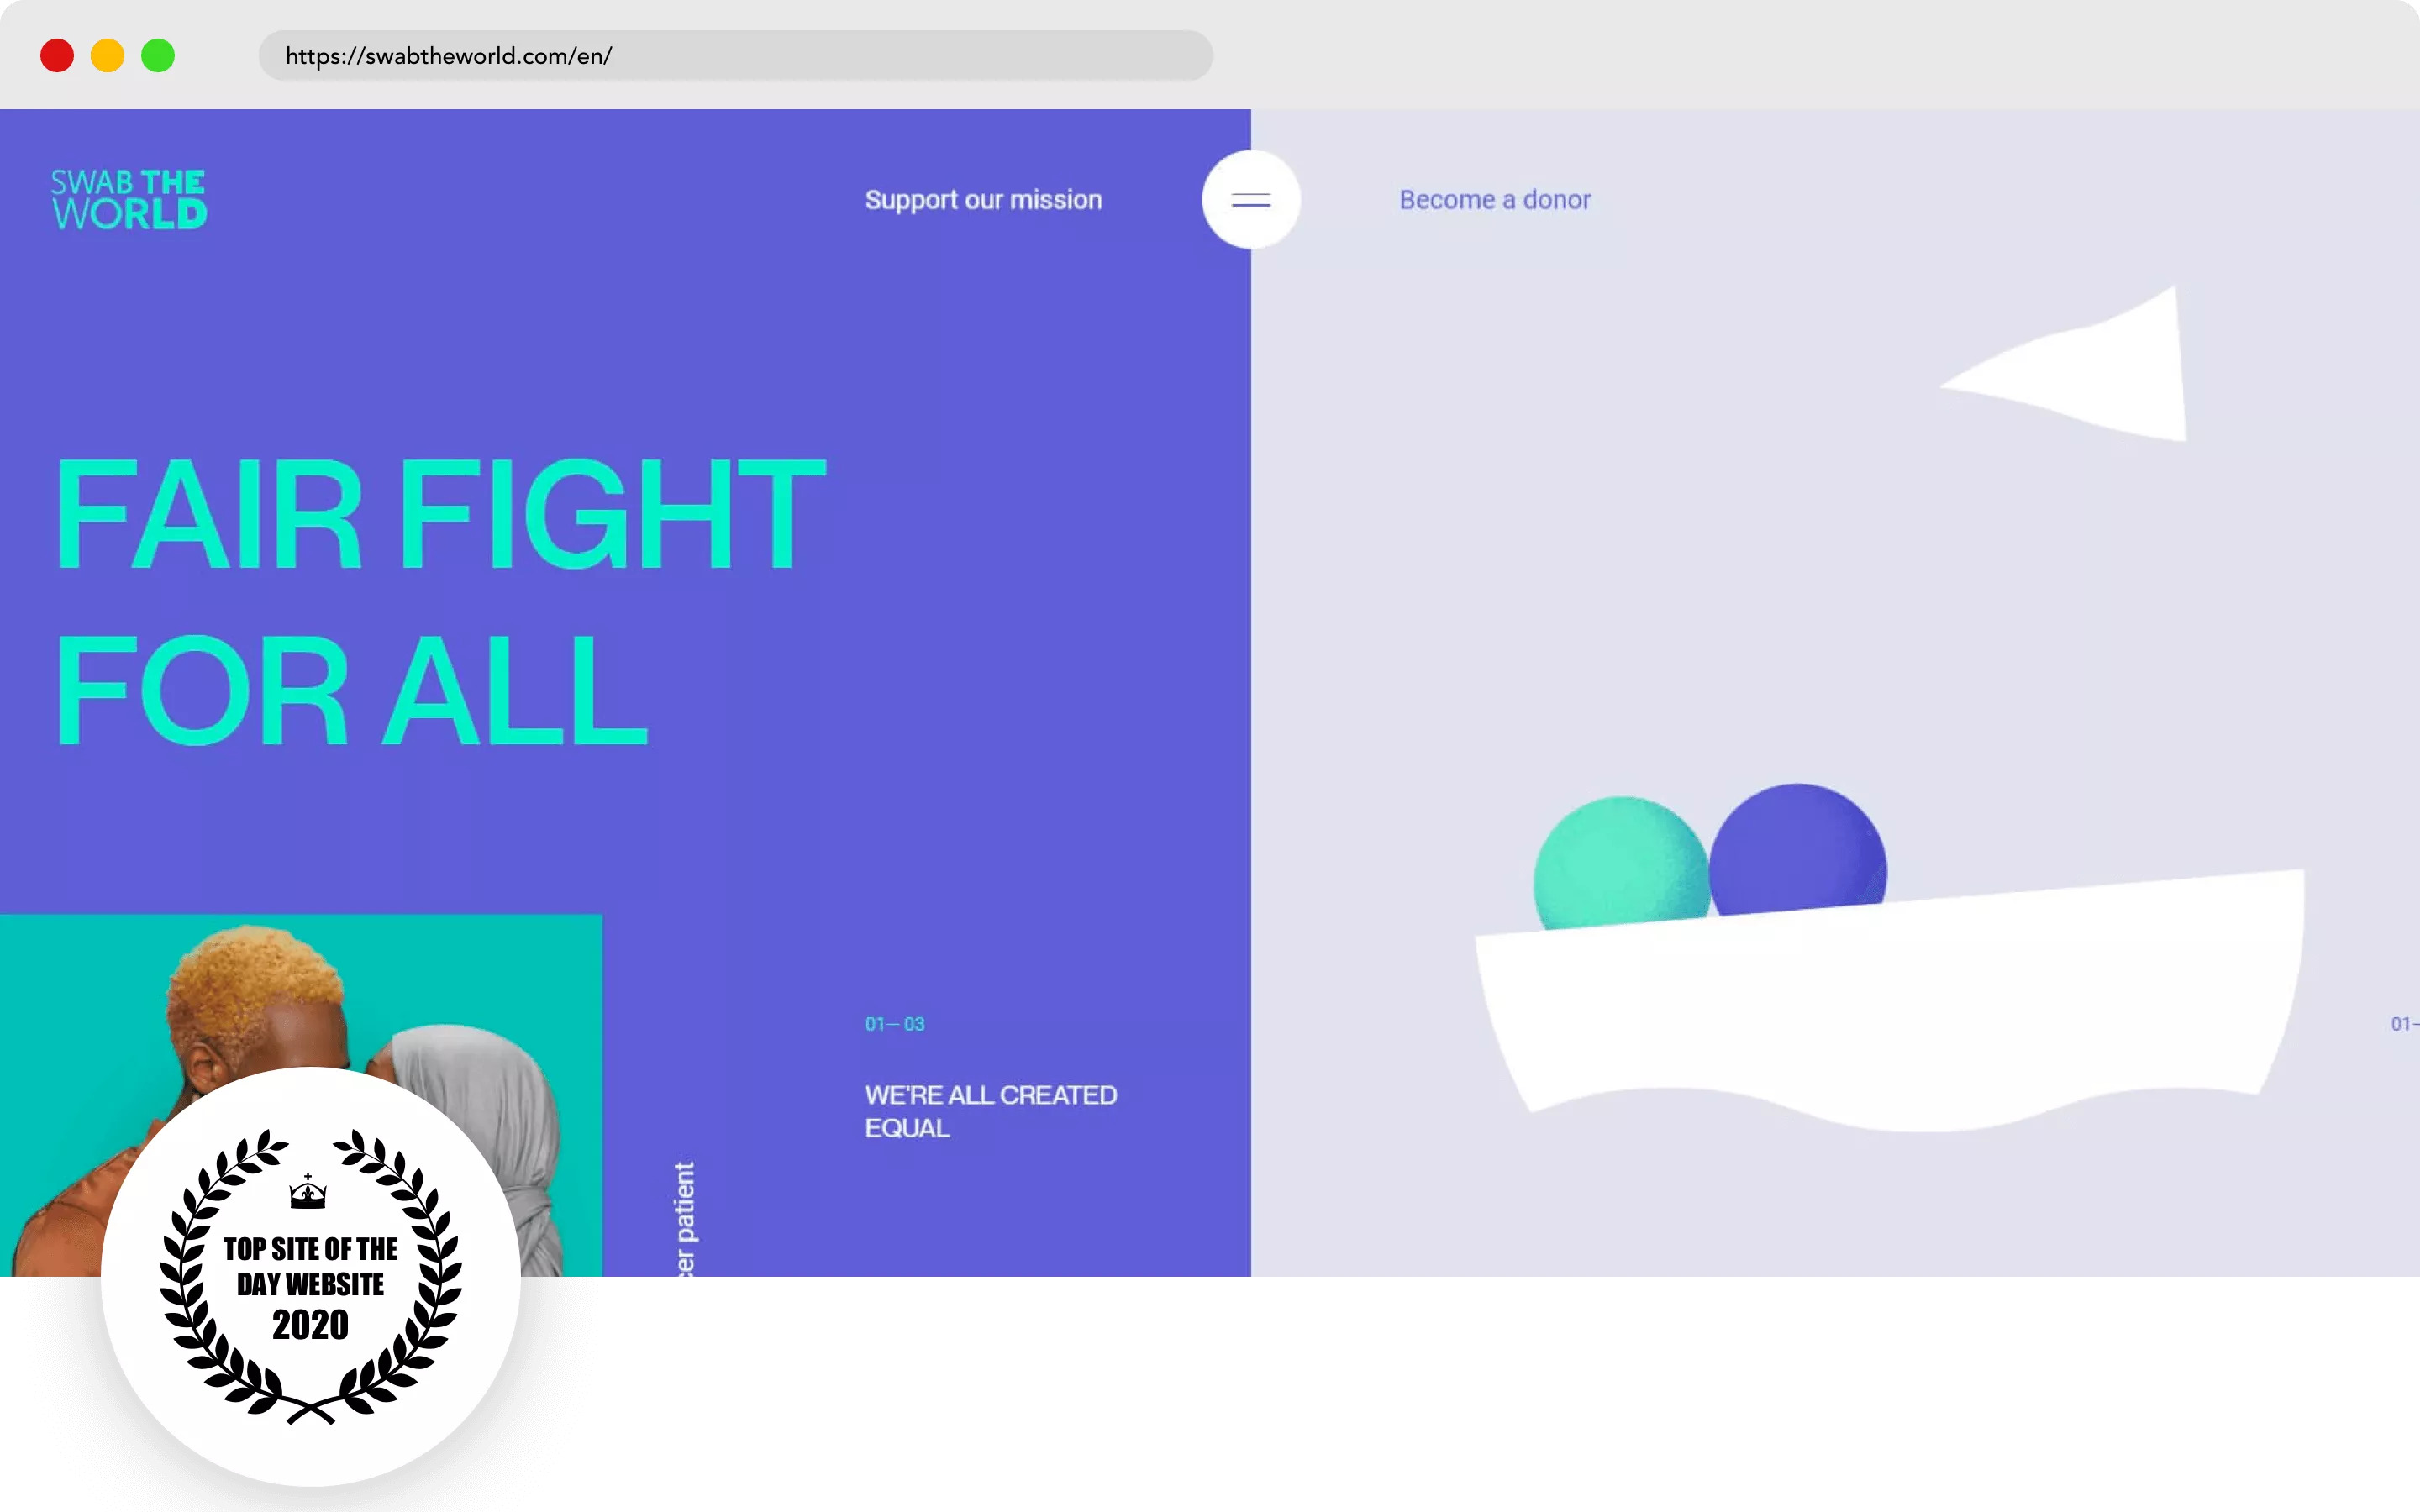 https://swabtheworld.com/en/
SWAB THE
WORLD
Support our mission
Become a donor
FAIR FIGHT
FOR ALL
01— 03
WE'RE ALL CREATED
EQUAL
patient
01—
TOP SITE OF THE
DAY WEBSITE
2020